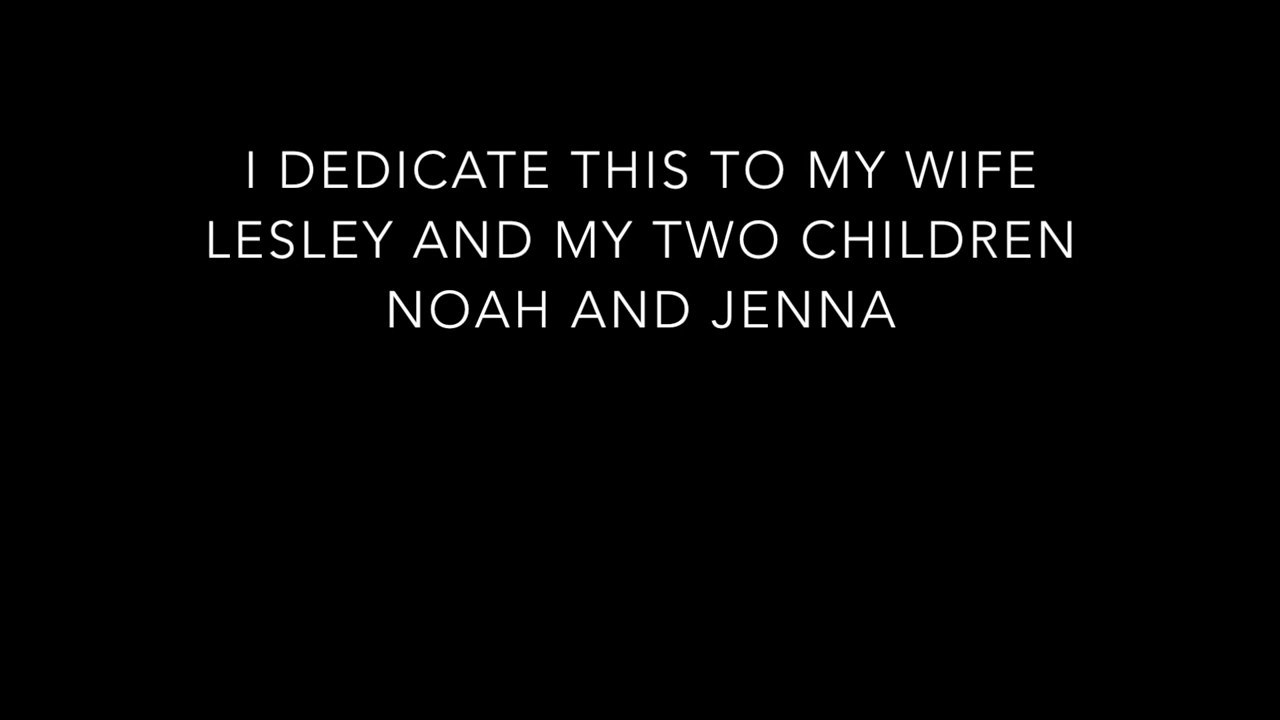 I DEDICATE THIS TO MY WIFE
LESLEY AND MY TWO CHILDREN
NOAH AND JENNA